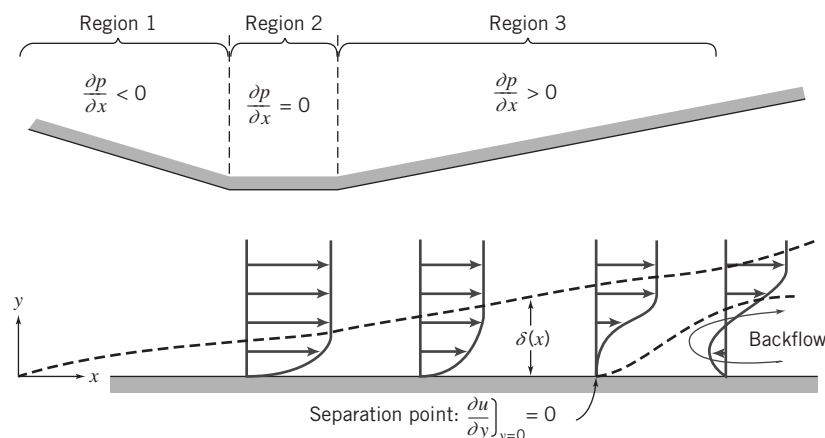 Region 1 Region 2 Region 3
∂p/∂x < 0 ∂p/∂x = 0 ∂p/∂x > 0
y
x
δ(x)
Backflow
Separation point: ∂u/∂y]y=0 = 0